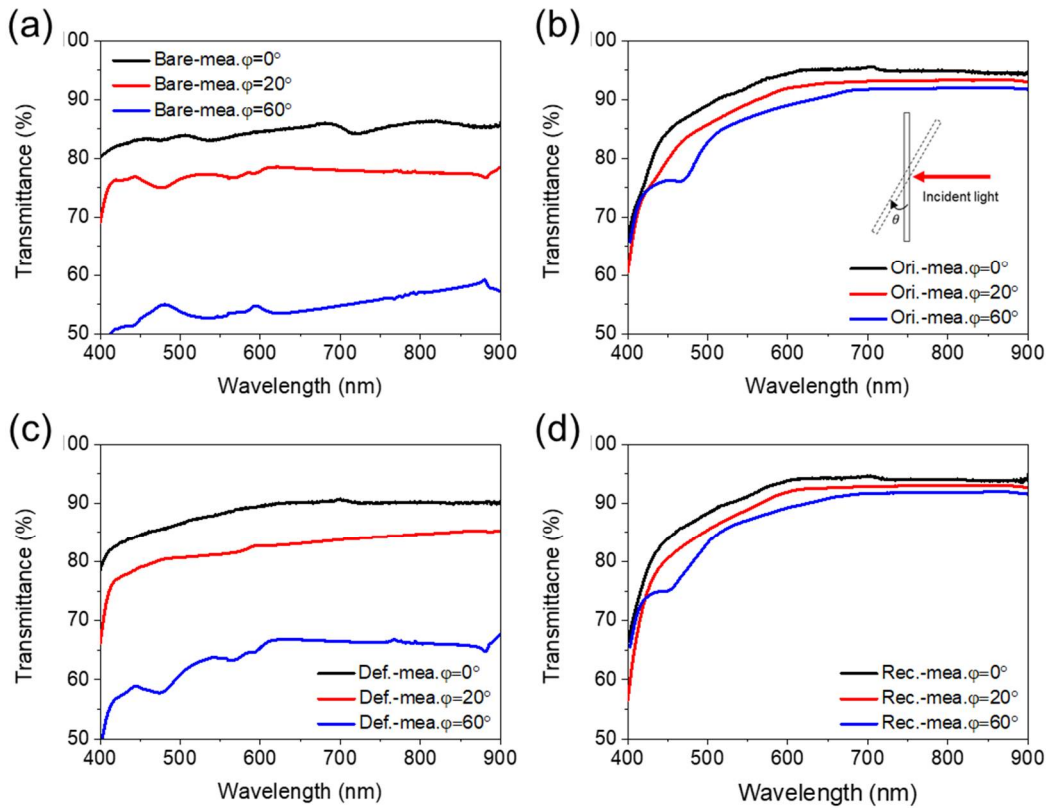 (a)
00
90
80
70
60
50
Transmittance (%)
Bare-mea.φ=0°
Bare-mea.φ=20°
Bare-mea.φ=60°
400 500 600 700 800 900
Wavelength (nm)
(b)
00
90
80
70
60
50
Transmittance (%)
Incident light
θ
Ori.-mea.φ=0°
Ori.-mea.φ=20°
Ori.-mea.φ=60°
400 500 600 700 800 900
Wavelength (nm)
(c)
00
90
80
70
60
50
Transmittance (%)
Def.-mea.φ=0°
Def.-mea.φ=20°
Def.-mea.φ=60°
400 500 600 700 800 900
Wavelength (nm)
(d)
00
90
80
70
60
50
Transmittacne (%)
Rec.-mea.φ=0°
Rec.-mea.φ=20°
Rec.-mea.φ=60°
400 500 600 700 800 900
Wavelength (nm)